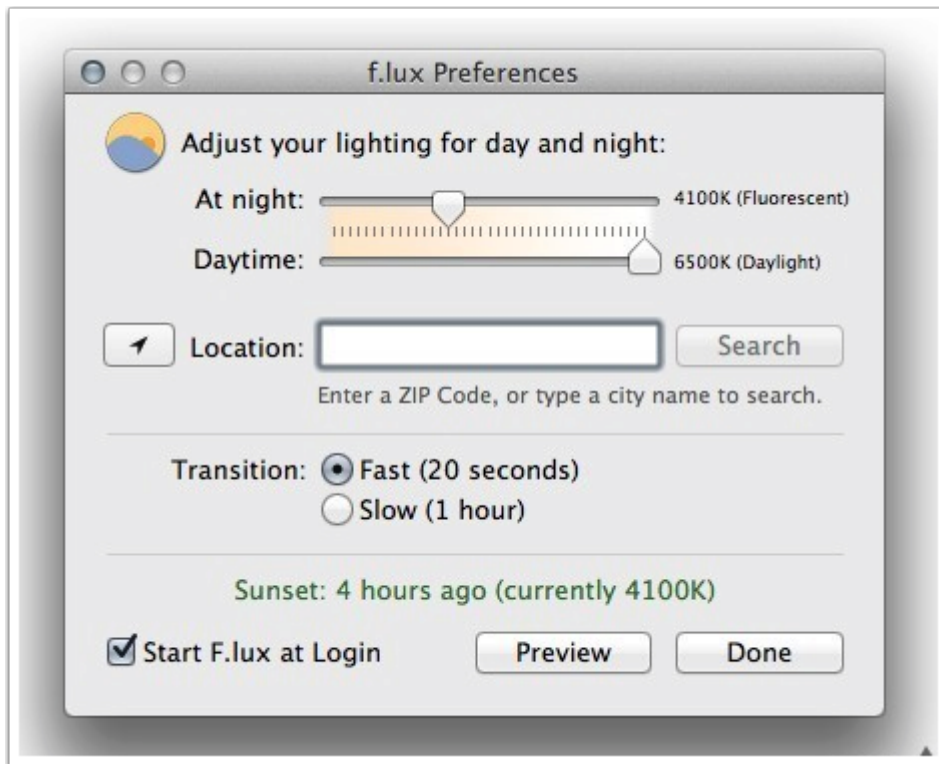 f.lux Preferences
Adjust your lighting for day and night:
At night: 4100K (Fluorescent)
Daytime: 6500K (Daylight)
Location: Search
Enter a ZIP Code, or type a city name to search.
Transition: Fast (20 seconds)
Slow (1 hour)
Sunset: 4 hours ago (currently 4100K)
Start F.lux at Login Preview Done